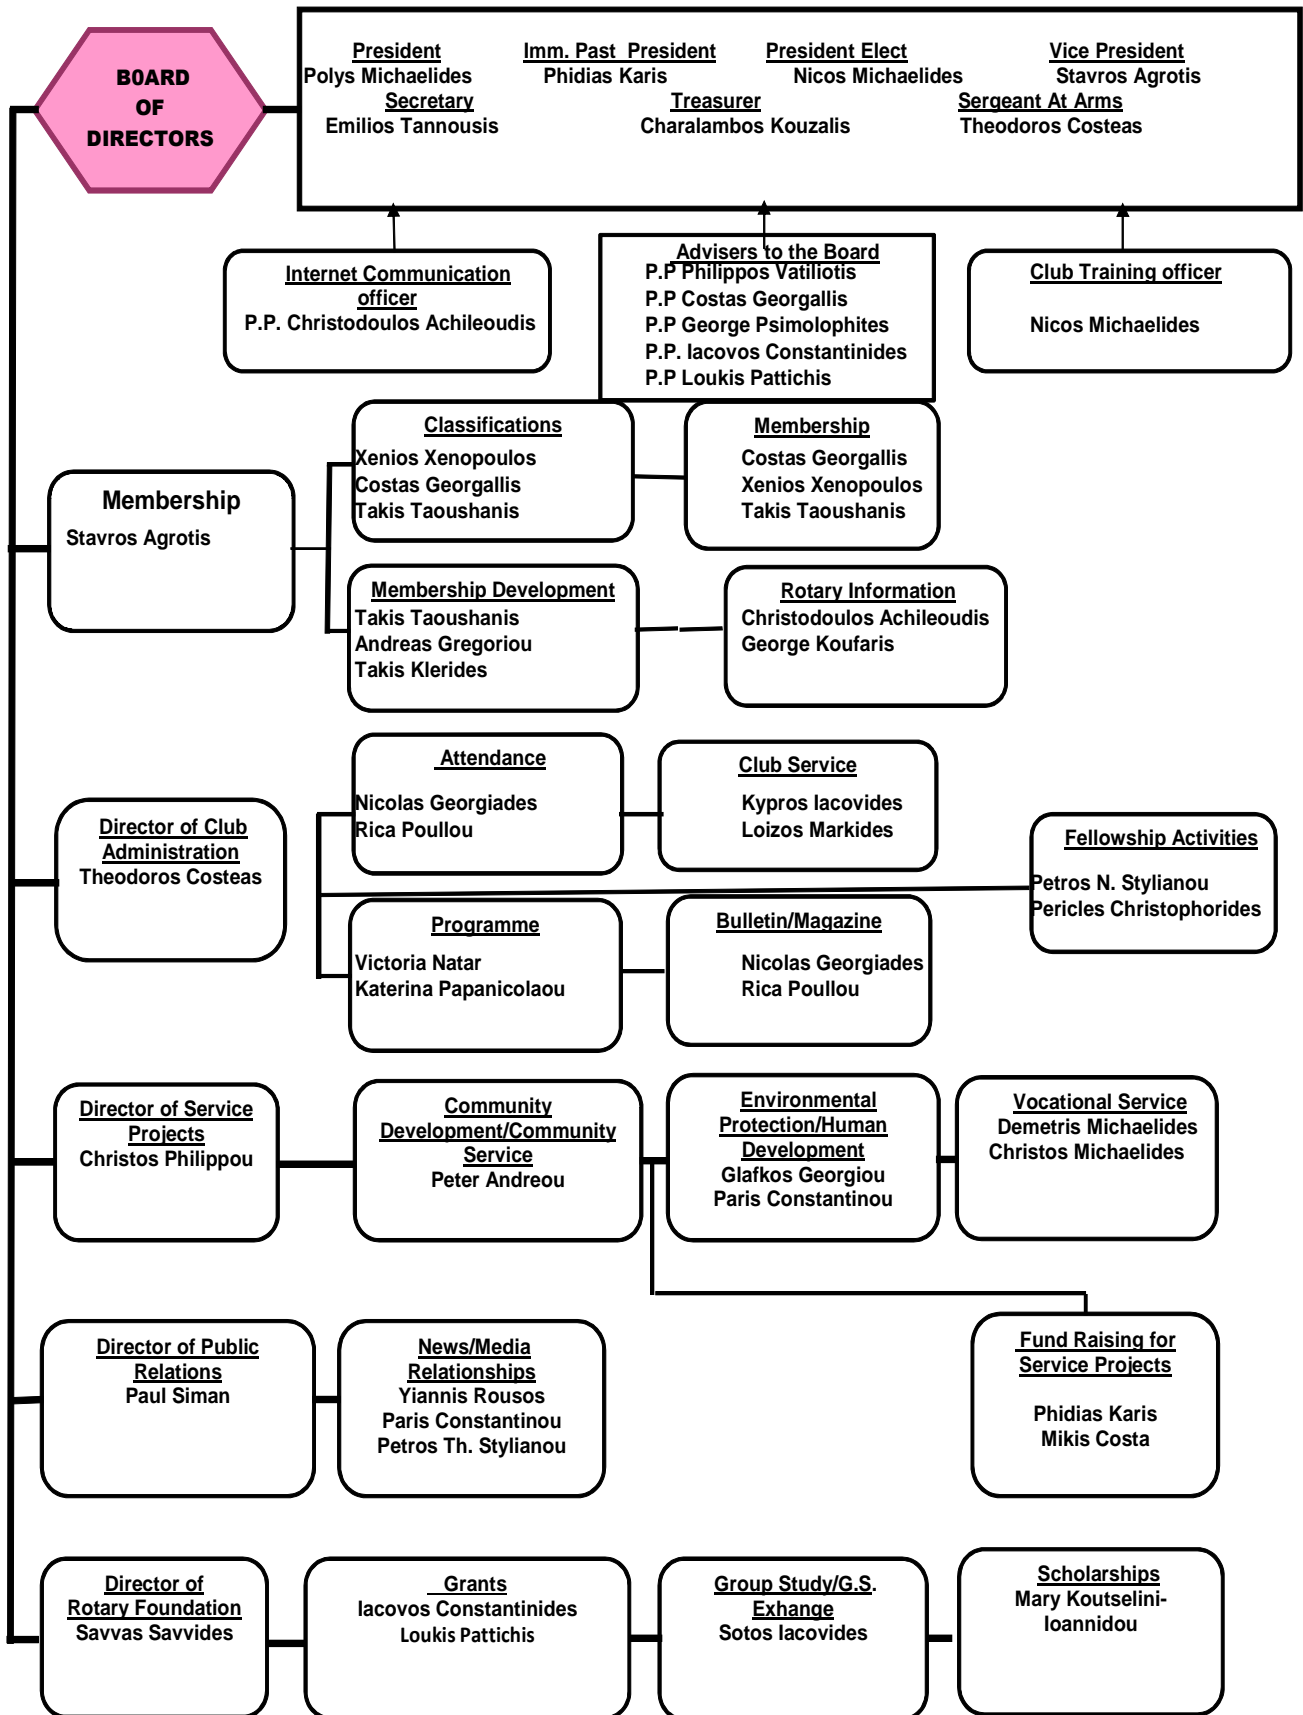 B0ARD
OF
DIRECTORS
President
Polys Michaelides
Imm. Past President
Phidias Karis
President Elect
Nicos Michaelides
Vice President
Stavros Agrotis
Secretary
Emilios Tannousis
Treasurer
Charalambos Kouzalis
Sergeant At Arms
Theodoros Costeas
Internet Communication
officer
P.P. Christodoulos Achileoudis
Advisers to the Board
P.P Philippos Vatiliotis
P.P Costas Georgallis
P.P George Psimolophites
P.P. Iacovos Constantinides
P.P Loukis Pattichis
Club Training officer
Nicos Michaelides
Membership
Stavros Agrotis
Classifications
Xenios Xenopoulos
Costas Georgallis
Takis Taoushanis
Membership
Costas Georgallis
Xenios Xenopoulos
Takis Taoushanis
Membership Development
Takis Taoushanis
Andreas Gregoriou
Takis Klerides
Rotary Information
Christodoulos Achileoudis
George Koufaris
Director of Club
Administration
Theodoros Costeas
Attendance
Nicolas Georgiades
Rica Poullou
Club Service
Kypros Iacovides
Loizos Markides
Fellowship Activities
Petros N. Stylianou
Pericles Christophorides
Programme
Victoria Natar
Katerina Papanicolaou
Bulletin/Magazine
Nicolas Georgiades
Rica Poullou
Director of Service
Projects
Christos Philippou
Community
Development/Community
Service
Peter Andreou
Environmental
Protection/Human
Development
Glafkos Georgiou
Paris Constantinou
Vocational Service
Demetris Michaelides
Christos Michaelides
Director of Public
Relations
Paul Siman
News/Media
Relationships
Yiannis Rousos
Paris Constantinou
Petros Th. Stylianou
Fund Raising for
Service Projects
Phidias Karis
Mikis Costa
Director of
Rotary Foundation
Savvas Savvides
Grants
Iacovos Constantinides
Loukis Pattichis
Group Study/G.S.
Exhange
Sotos Iacovides
Scholarships
Mary Koutselini-
Ioannidou